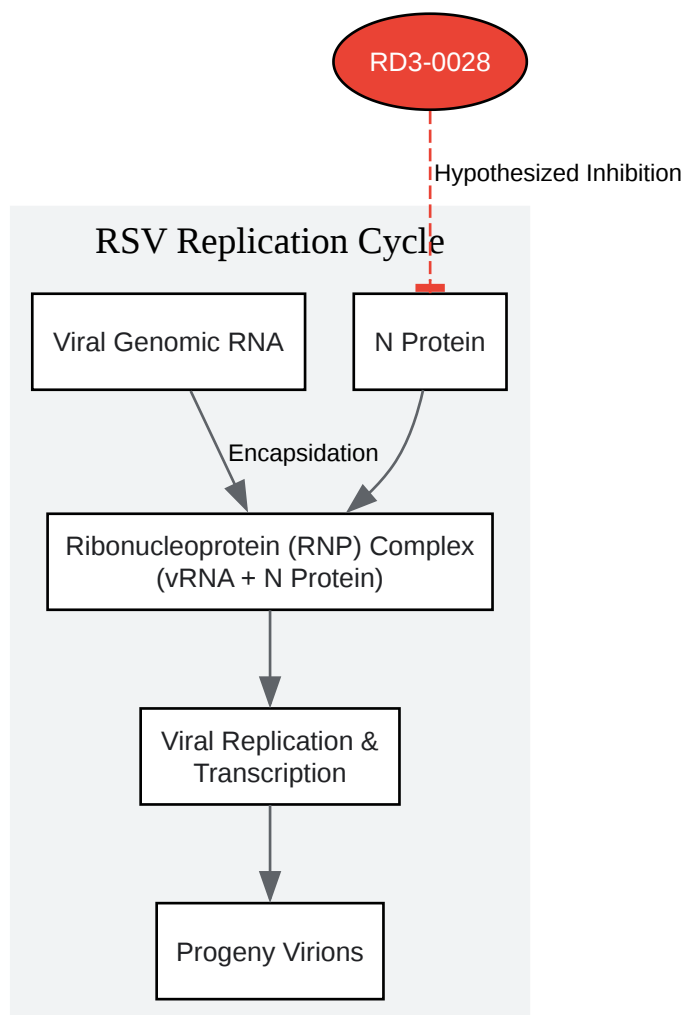 RD3-0028
Hypothesized Inhibition
RSV Replication Cycle
Viral Genomic RNA
N Protein
Encapsidation
Ribonucleoprotein (RNP) Complex
(vRNA + N Protein)
Viral Replication &
Transcription
Progeny Virions